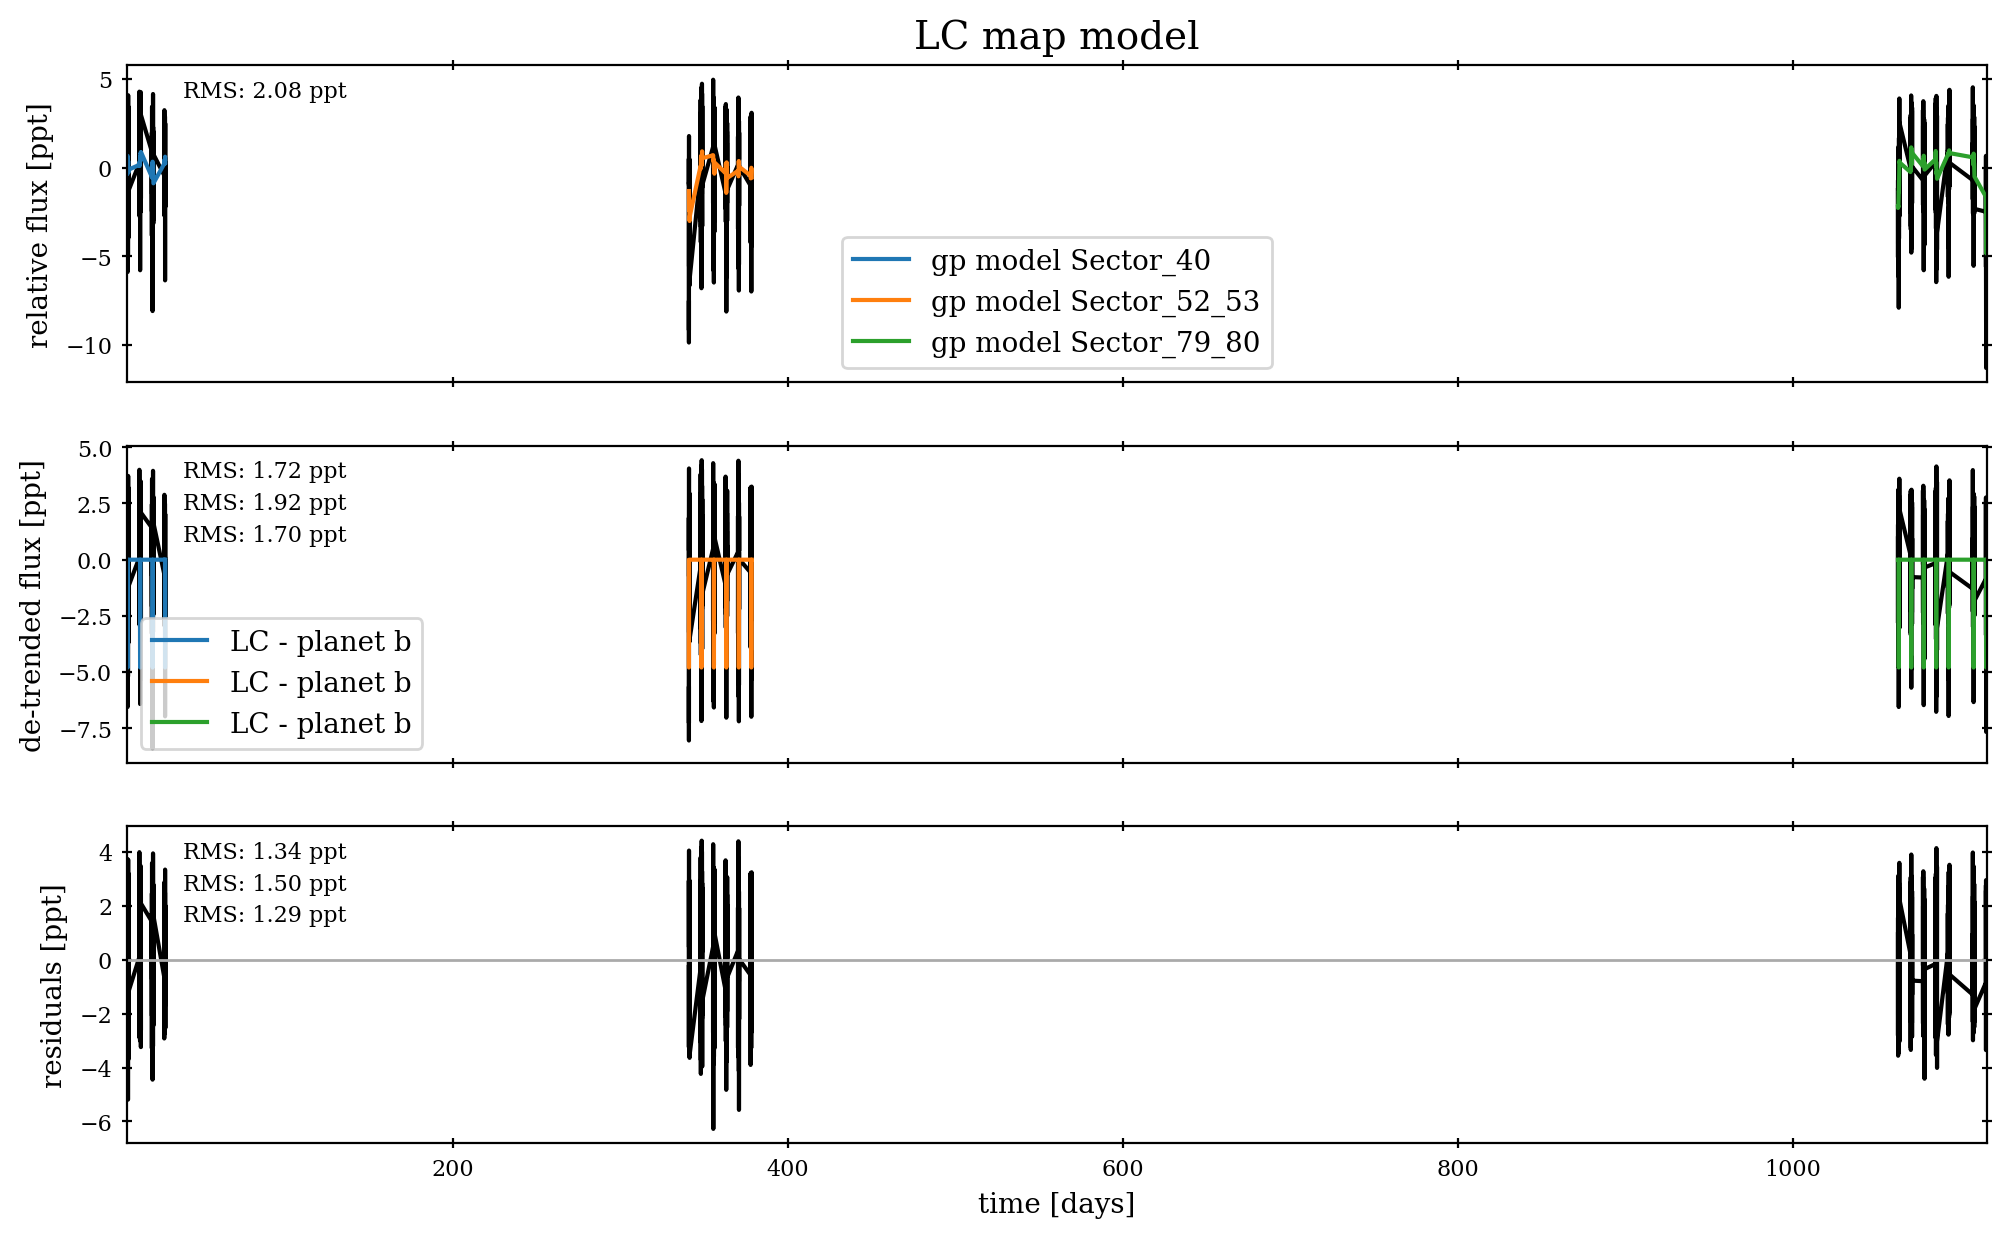 LC map model
relative flux [ppt]
5
0
−5
−10
RMS: 2.08 ppt
gp model Sector_40
gp model Sector_52_53
gp model Sector_79_80
de-trended flux [ppt]
5.0
2.5
0.0
−2.5
−5.0
−7.5
RMS: 1.72 ppt
RMS: 1.92 ppt
RMS: 1.70 ppt
LC - planet b
LC - planet b
LC - planet b
residuals [ppt]
4
2
0
−2
−4
−6
RMS: 1.34 ppt
RMS: 1.50 ppt
RMS: 1.29 ppt
200 400 600 800 1000
time [days]